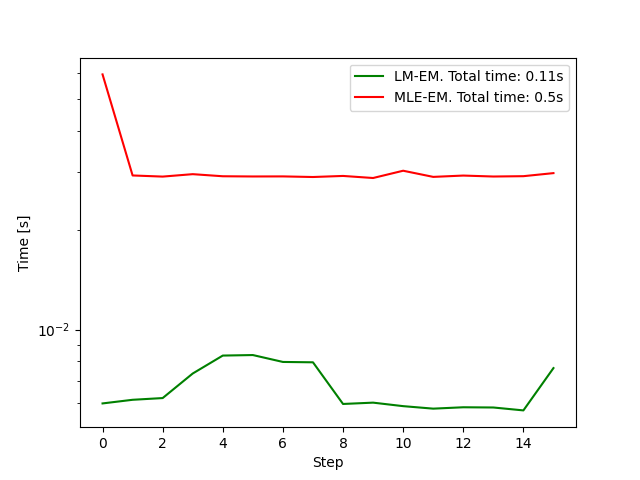 LM-EM. Total time: 0.11s
MLE-EM. Total time: 0.5s
Time [s]
10⁻²
0 2 4 6 8 10 12 14
Step